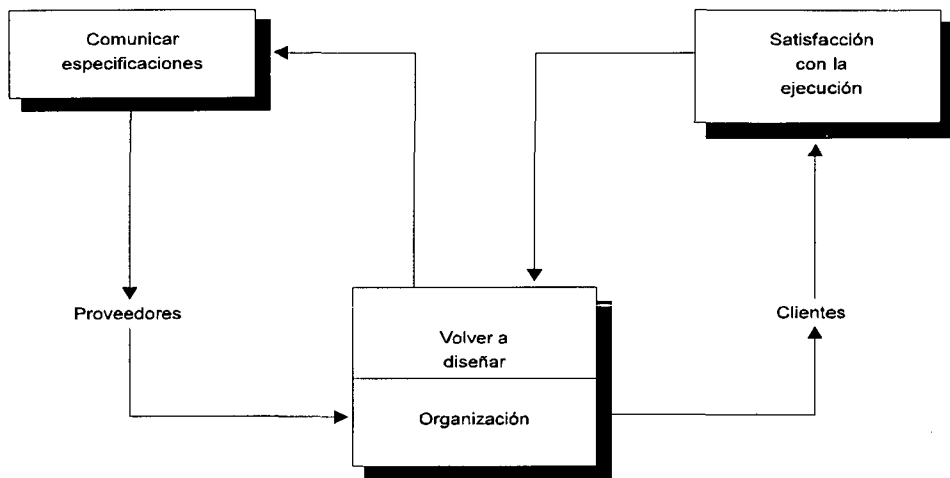 Comunicar
especificaciones
Satisfacción
con la
ejecución
Proveedores
Clientes
Volver a
diseñar
Organización